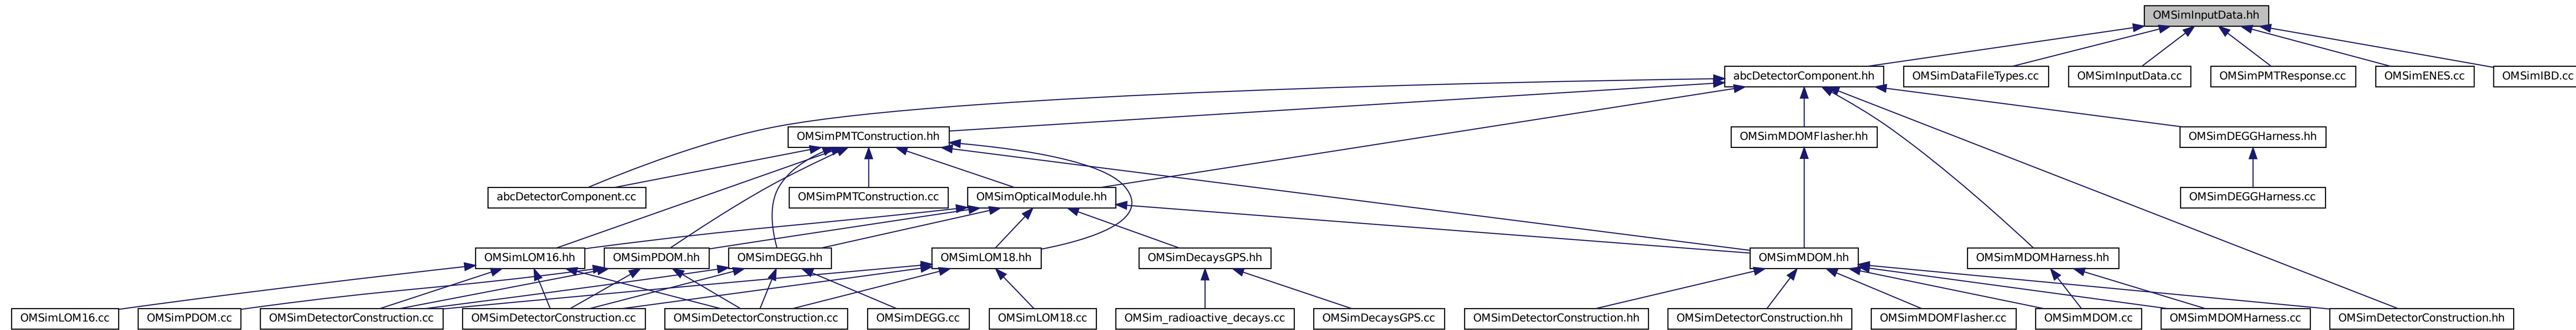 OMSimInputData.hh
abcDetectorComponent.hh
OMSimDataFileTypes.cc
OMSimInputData.cc
OMSimPMTResponse.cc
OMSimENES.cc
OMSimIBD.cc
OMSimPMTConstruction.hh
OMSimMDOMFlasher.hh
OMSimDEGGHarness.hh
abcDetectorComponent.cc
OMSimPMTConstruction.cc
OMSimOpticalModule.hh
OMSimDEGGHarness.cc
OMSimLOM16.hh
OMSimPDOM.hh
OMSimDEGG.hh
OMSimLOM18.hh
OMSimDecaysGPS.hh
OMSimMDOM.hh
OMSimMDOMHarness.hh
OMSimLOM16.cc
OMSimPDOM.cc
OMSimDetectorConstruction.cc
OMSimDetectorConstruction.cc
OMSimDetectorConstruction.cc
OMSimDEGG.cc
OMSimLOM18.cc
OMSim_radioactive_decays.cc
OMSimDecaysGPS.cc
OMSimDetectorConstruction.hh
OMSimDetectorConstruction.hh
OMSimMDOMFlasher.cc
OMSimMDOM.cc
OMSimMDOMHarness.cc
OMSimDetectorConstruction.hh